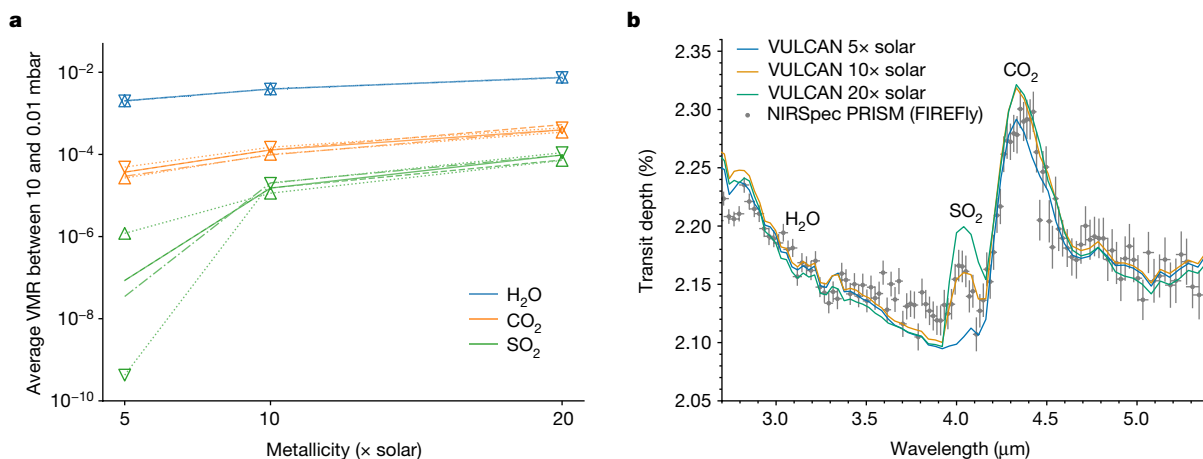 a
Average VMR between 10 and 0.01 mbar
10⁻²
10⁻⁴
10⁻⁶
10⁻⁸
10⁻¹⁰
H₂O
CO₂
SO₂
5
10
20
Metallicity (× solar)
b
Transit depth (%)
2.35
2.30
2.25
2.20
2.15
2.10
2.05
VULCAN 5× solar
VULCAN 10× solar
VULCAN 20× solar
NIRSpec PRISM (FIREFly)
CO₂
H₂O
SO₂
3.0
3.5
4.0
4.5
5.0
Wavelength (μm)